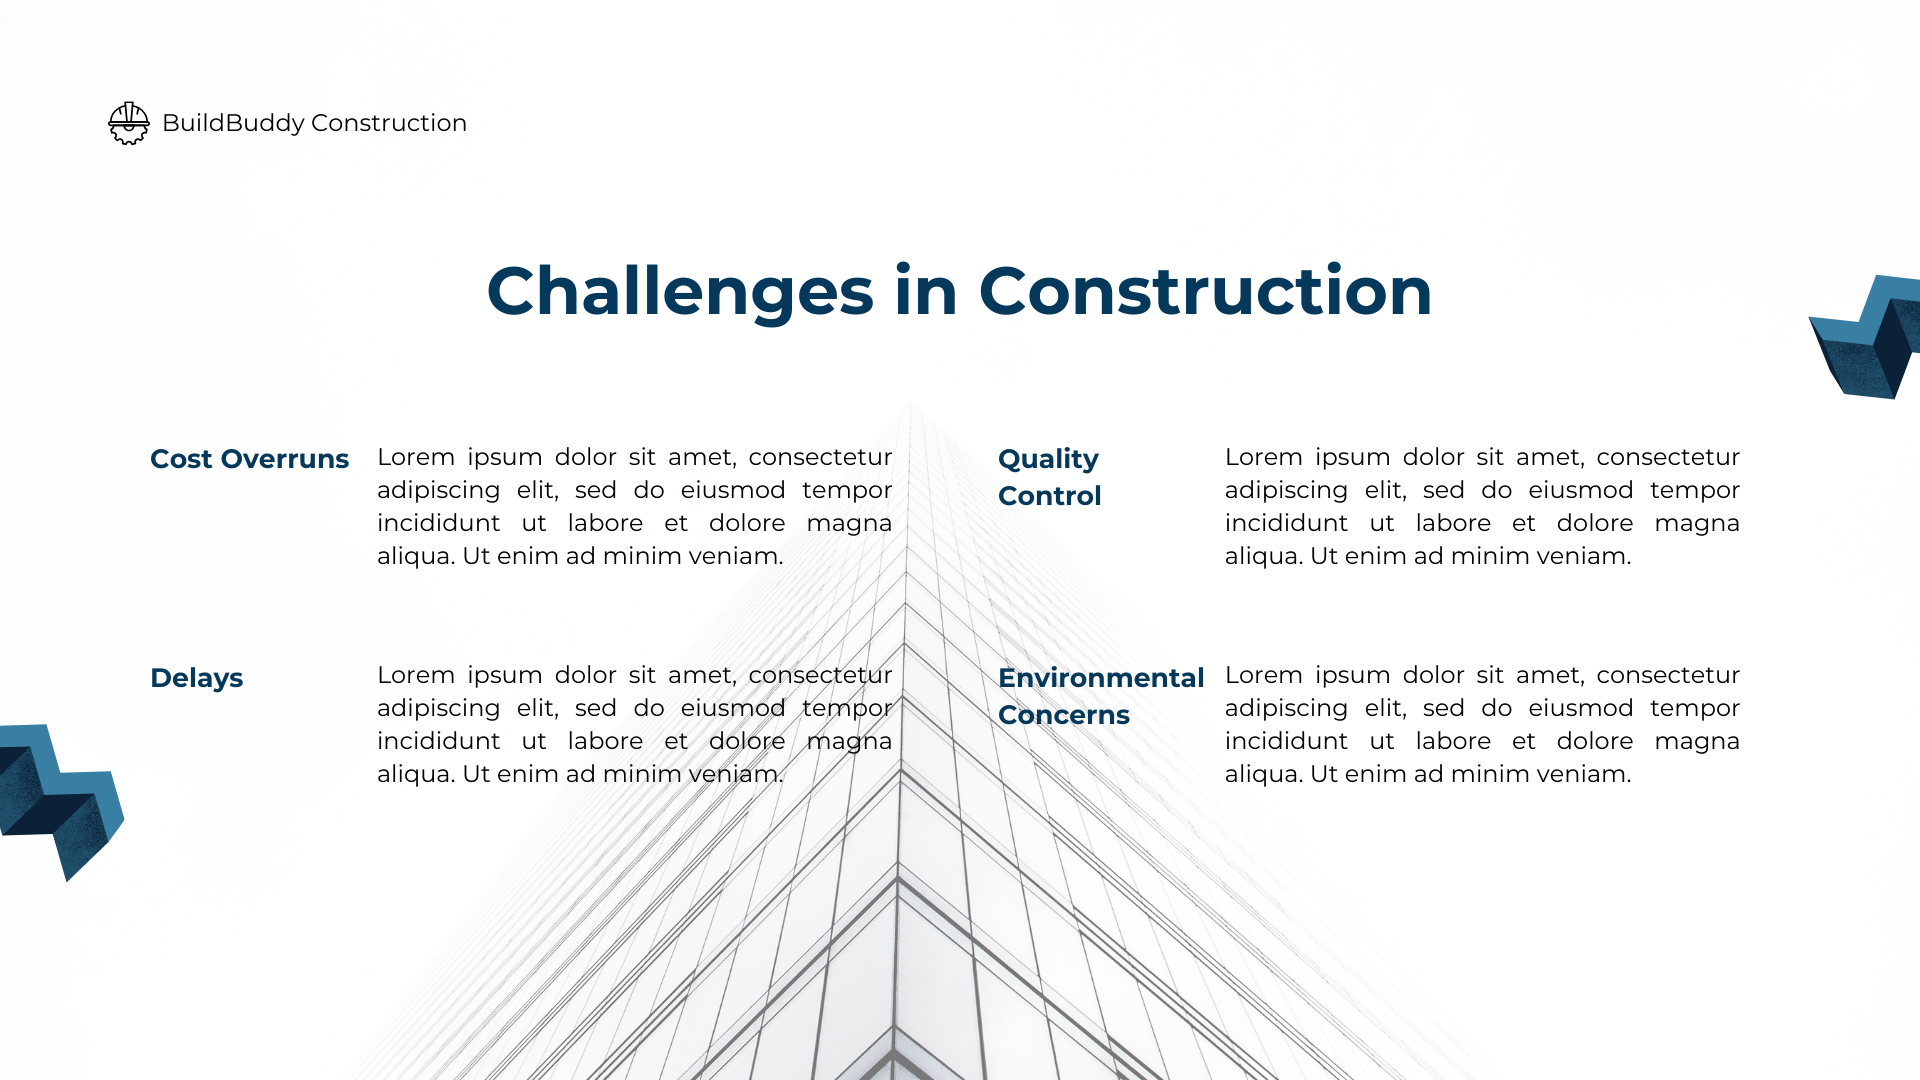 BuildBuddy Construction
Challenges in Construction
Cost Overruns
Lorem ipsum dolor sit amet, consectetur
adipiscing elit, sed do eiusmod tempor
incididunt ut labore et dolore magna
aliqua. Ut enim ad minim veniam.
Quality
Control
Lorem ipsum dolor sit amet, consectetur
adipiscing elit, sed do eiusmod tempor
incididunt ut labore et dolore magna
aliqua. Ut enim ad minim veniam.
Delays
Lorem ipsum dolor sit amet, consectetur
adipiscing elit, sed do eiusmod tempor
incididunt ut labore et dolore magna
aliqua. Ut enim ad minim veniam.
Environmental
Concerns
Lorem ipsum dolor sit amet, consectetur
adipiscing elit, sed do eiusmod tempor
incididunt ut labore et dolore magna
aliqua. Ut enim ad minim veniam.